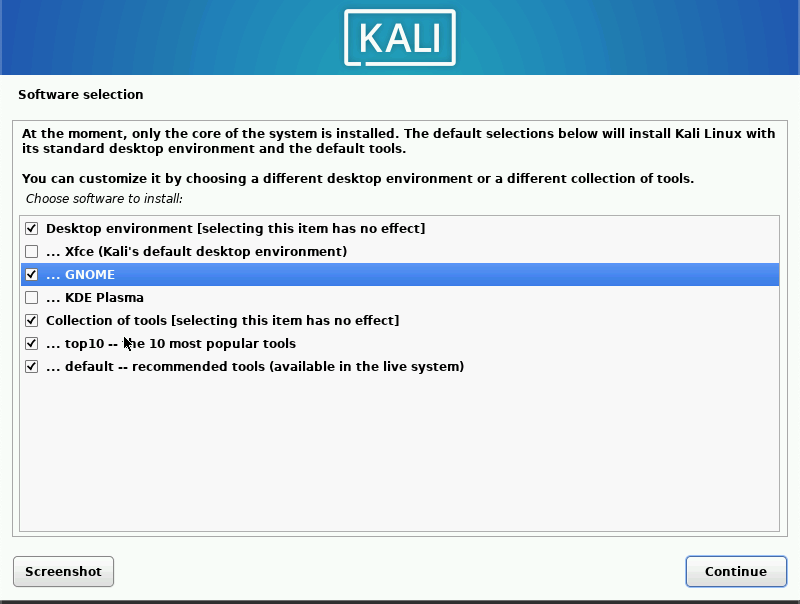 KALI
Software selection
At the moment, only the core of the system is installed. The default selections below will install Kali Linux with
its standard desktop environment and the default tools.
You can customize it by choosing a different desktop environment or a different collection of tools.
Choose software to install:
Desktop environment [selecting this item has no effect]
... Xfce (Kali's default desktop environment)
... GNOME
... KDE Plasma
Collection of tools [selecting this item has no effect]
... top10 -- the 10 most popular tools
... default -- recommended tools (available in the live system)
Screenshot
Continue